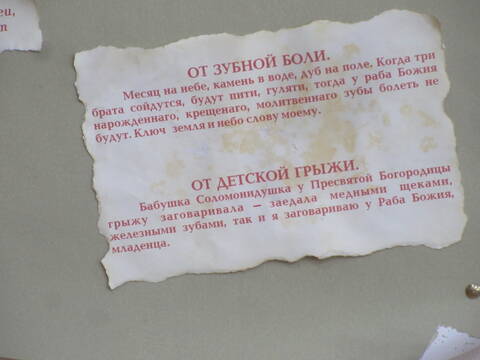 ец,
т
ОТ ЗУБНОЙ БОЛИ.
Месяц на небе, камень в воде, дуб на поле. Когда три
брата сойдутся, будут пити, гуляти, тогда у раба Божия
нарожденнаго, крещенаго, молитвеннаго зубы болеть не
будут. Ключ земля и небо слову моему.
ОТ ДЕТСКОЙ ГРЫЖИ.
Бабушка Соломонидушка у Пресвятой Богородицы
грыжу заговаривала – заедала медными щеками,
железными зубами, так и я заговариваю у Раба Божия,
младенца.